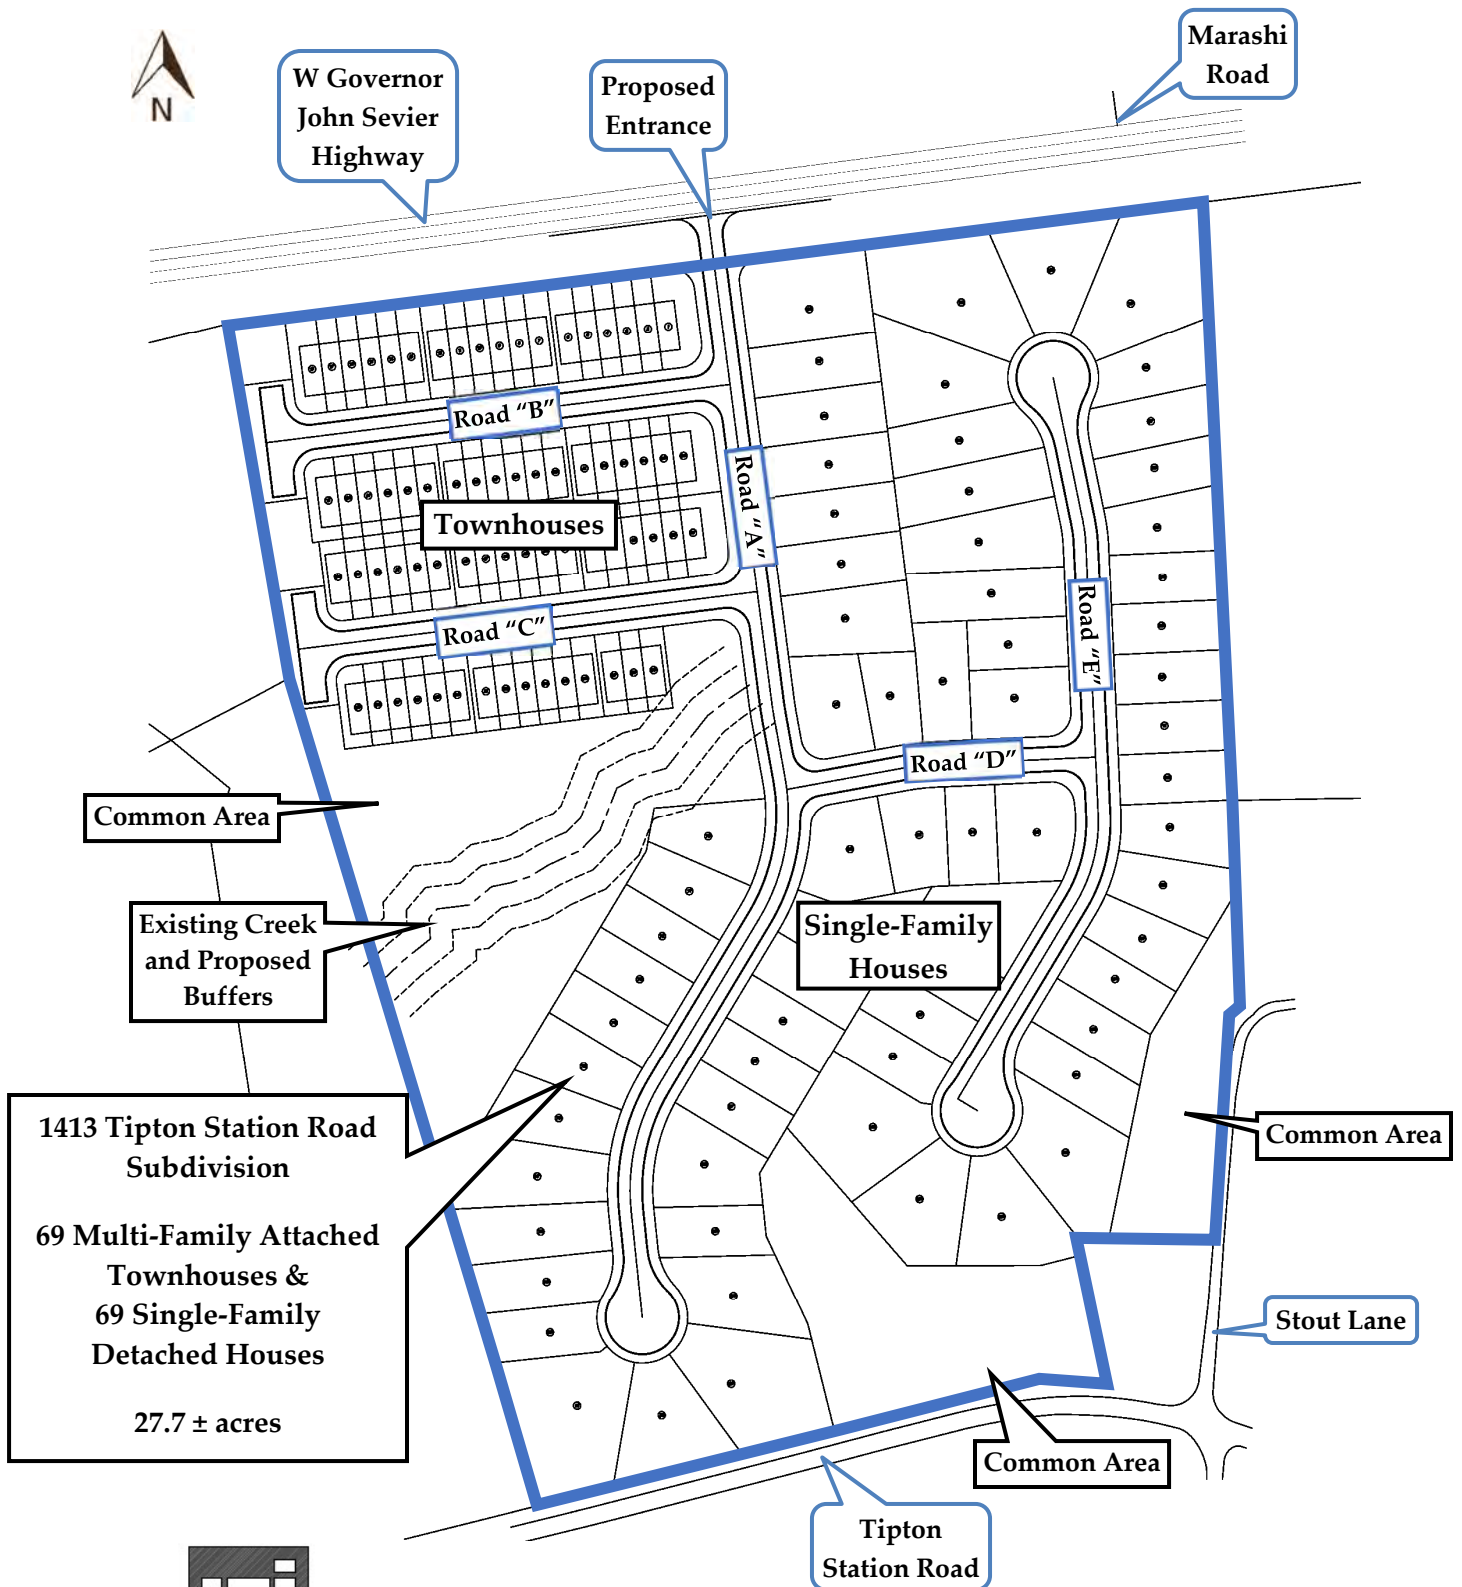 Marashi
Road
W Governor
John Sevier
Highway
Proposed
Entrance
N
Road “B”
Road “A”
Townhouses
Road “C”
Road “E”
Road “D”
Common Area
Existing Creek
and Proposed
Buffers
Single-Family
Houses
1413 Tipton Station Road
Subdivision
69 Multi-Family Attached
Townhouses &
69 Single-Family
Detached Houses
27.7 ± acres
Common Area
Stout Lane
Common Area
Tipton
Station Road